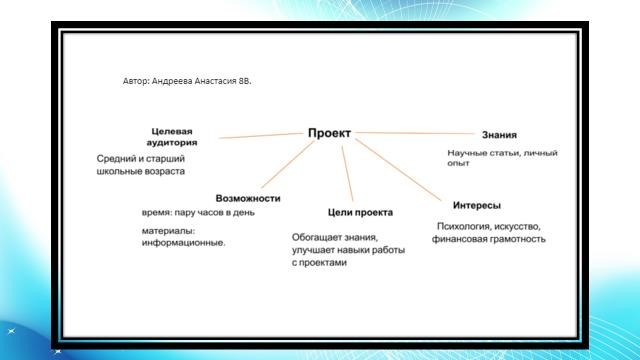 Автор: Андреева Анастасия 8В.
Проект
Целевая
аудитория
Средний и старший
школьные возраста
Знания
Научные статьи, личный
опыт
Возможности
время: пару часов в день
материалы:
информационные.
Цели проекта
Обогащает знания,
улучшает навыки работы
с проектами
Интересы
Психология, искусство,
финансовая грамотность